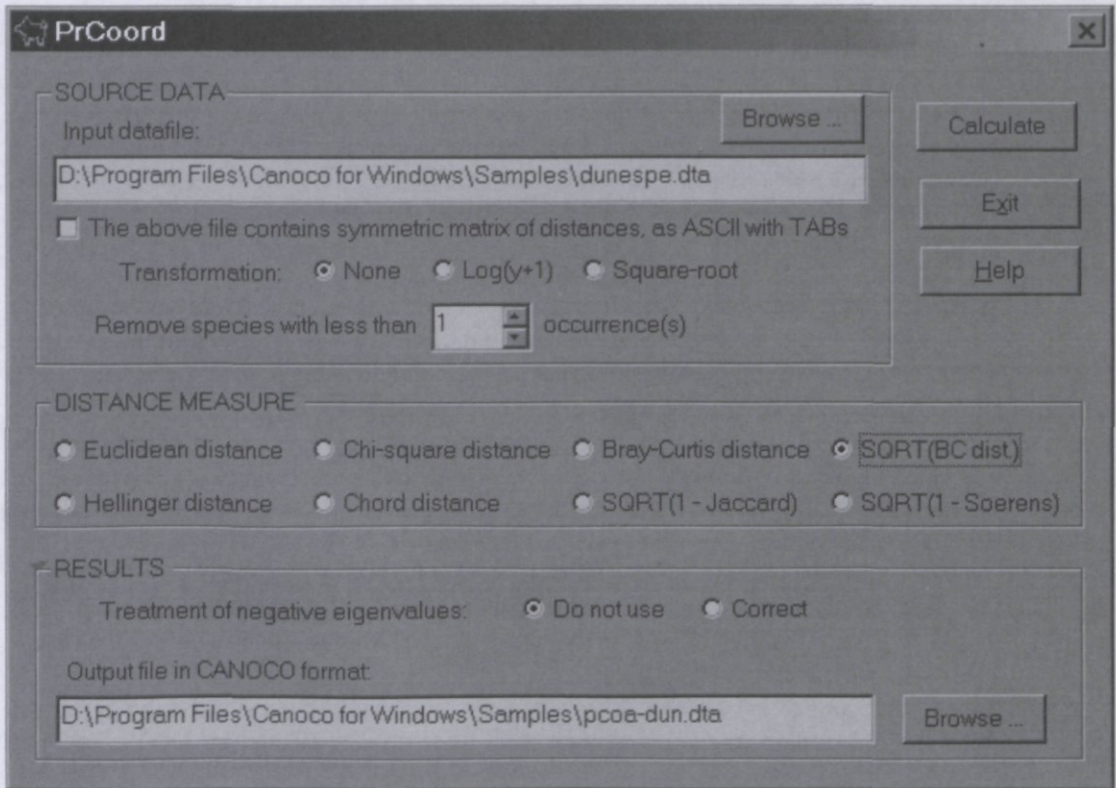 PrCoord
SOURCE DATA
Input datafile:
Browse ...
Calculate
D:\Program Files\Canoco for Windows\Samples\dunespe.dta
Exit
The above file contains symmetric matrix of distances, as ASCII with TABs
Transformation: None Log(y+1) Square-root
Help
Remove species with less than 1 occurrence(s)
DISTANCE MEASURE
Euclidean distance Chi-square distance Bray-Curtis distance SQRT(BC dist.)
Hellinger distance Chord distance SQRT(1 - Jaccard) SQRT(1 - Soerens)
RESULTS
Treatment of negative eigenvalues: Do not use Correct
Output file in CANOCO format:
D:\Program Files\Canoco for Windows\Samples\pcoa-dun.dta
Browse ...